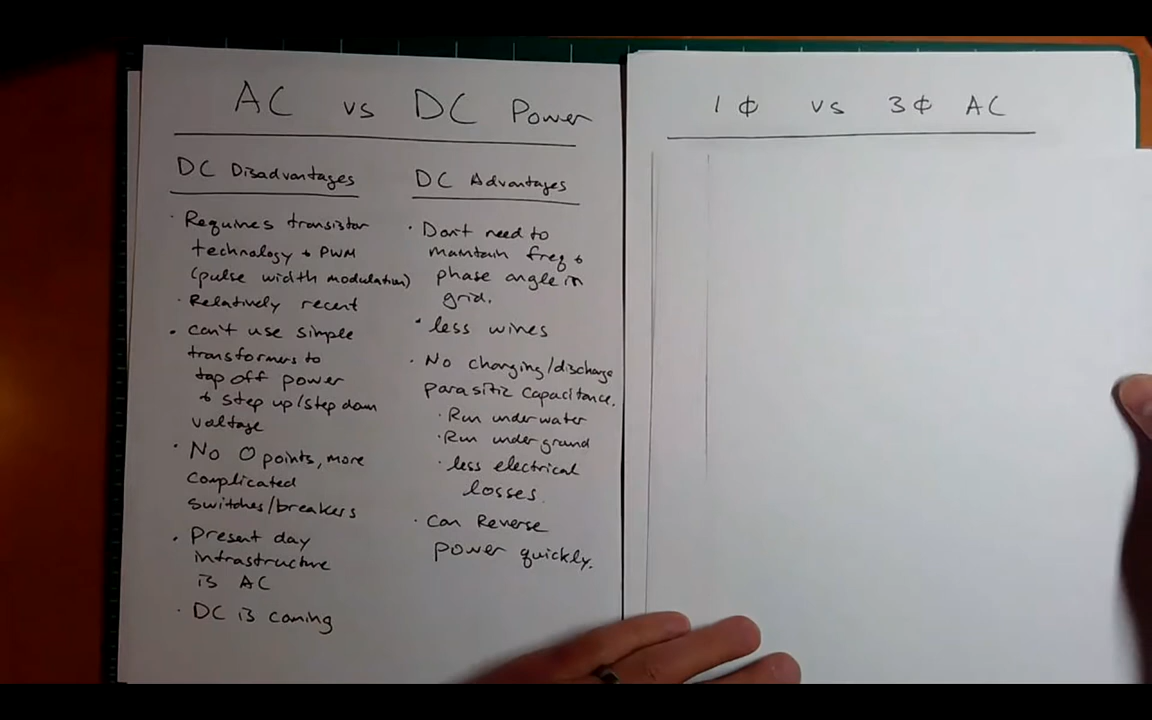 AC vs DC Power
DC Disadvantages
· Requires transistor
technology + PWM
(pulse width modulation)
· Relatively recent
· Can't use simple
transformers to
tap off power
+ step up/step down
voltage
· No 0 points, more
complicated
switches/breakers
· Present day
infrastructure
is AC
· DC is coming
DC Advantages
· Don't need to
maintain freq +
phase angle in
grid.
· less wires
· No charging/discharge
parasitic capacitance.
· Run underwater
· Run underground
· less electrical
losses.
· Can Reverse
power quickly.
1 ϕ vs 3 ϕ AC